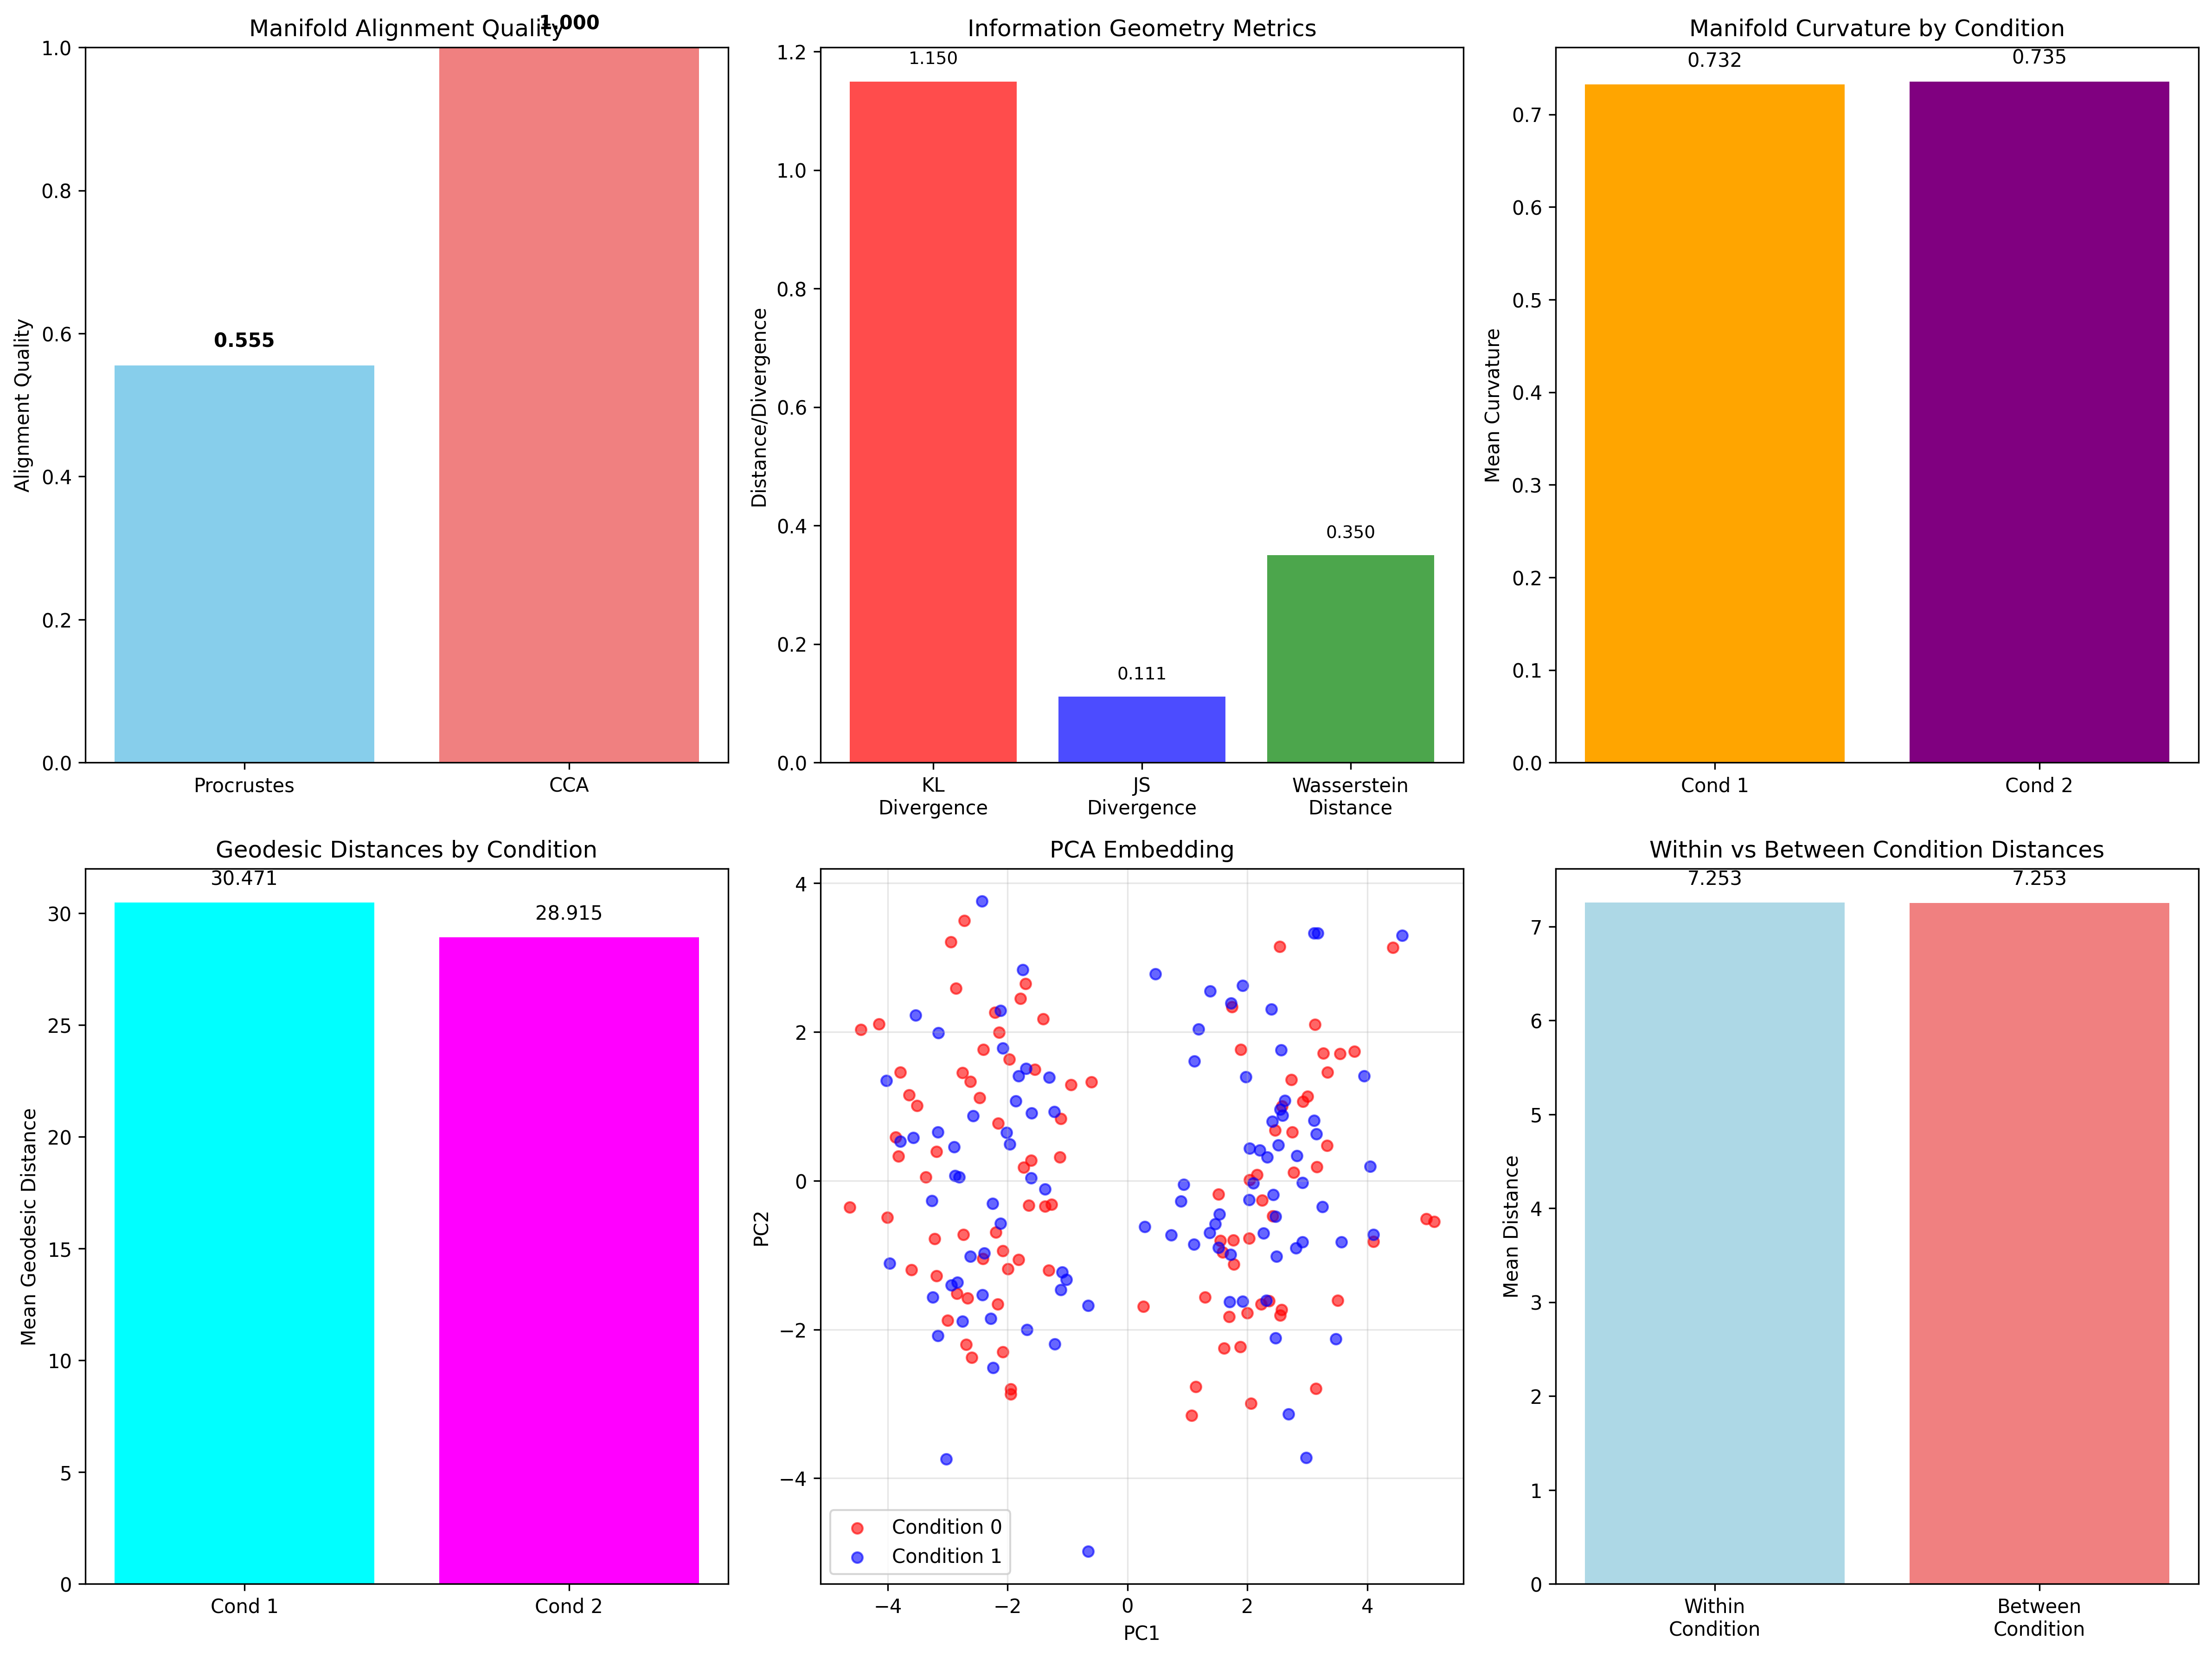 Manifold Alignment Quality
1.000
0.555
1.0
0.8
0.6
0.4
0.2
0.0
Alignment Quality
Procrustes
CCA
Information Geometry Metrics
1.150
0.111
0.350
1.2
1.0
0.8
0.6
0.4
0.2
0.0
Distance/Divergence
KL
Divergence
JS
Divergence
Wasserstein
Distance
Manifold Curvature by Condition
0.732
0.735
0.7
0.6
0.5
0.4
0.3
0.2
0.1
0.0
Mean Curvature
Cond 1
Cond 2
Geodesic Distances by Condition
30.471
28.915
30
25
20
15
10
5
0
Mean Geodesic Distance
Cond 1
Cond 2
PCA Embedding
4
2
0
−2
−4
PC2
Condition 0
Condition 1
−4
−2
0
2
4
PC1
Within vs Between Condition Distances
7.253
7.253
7
6
5
4
3
2
1
0
Mean Distance
Within
Condition
Between
Condition